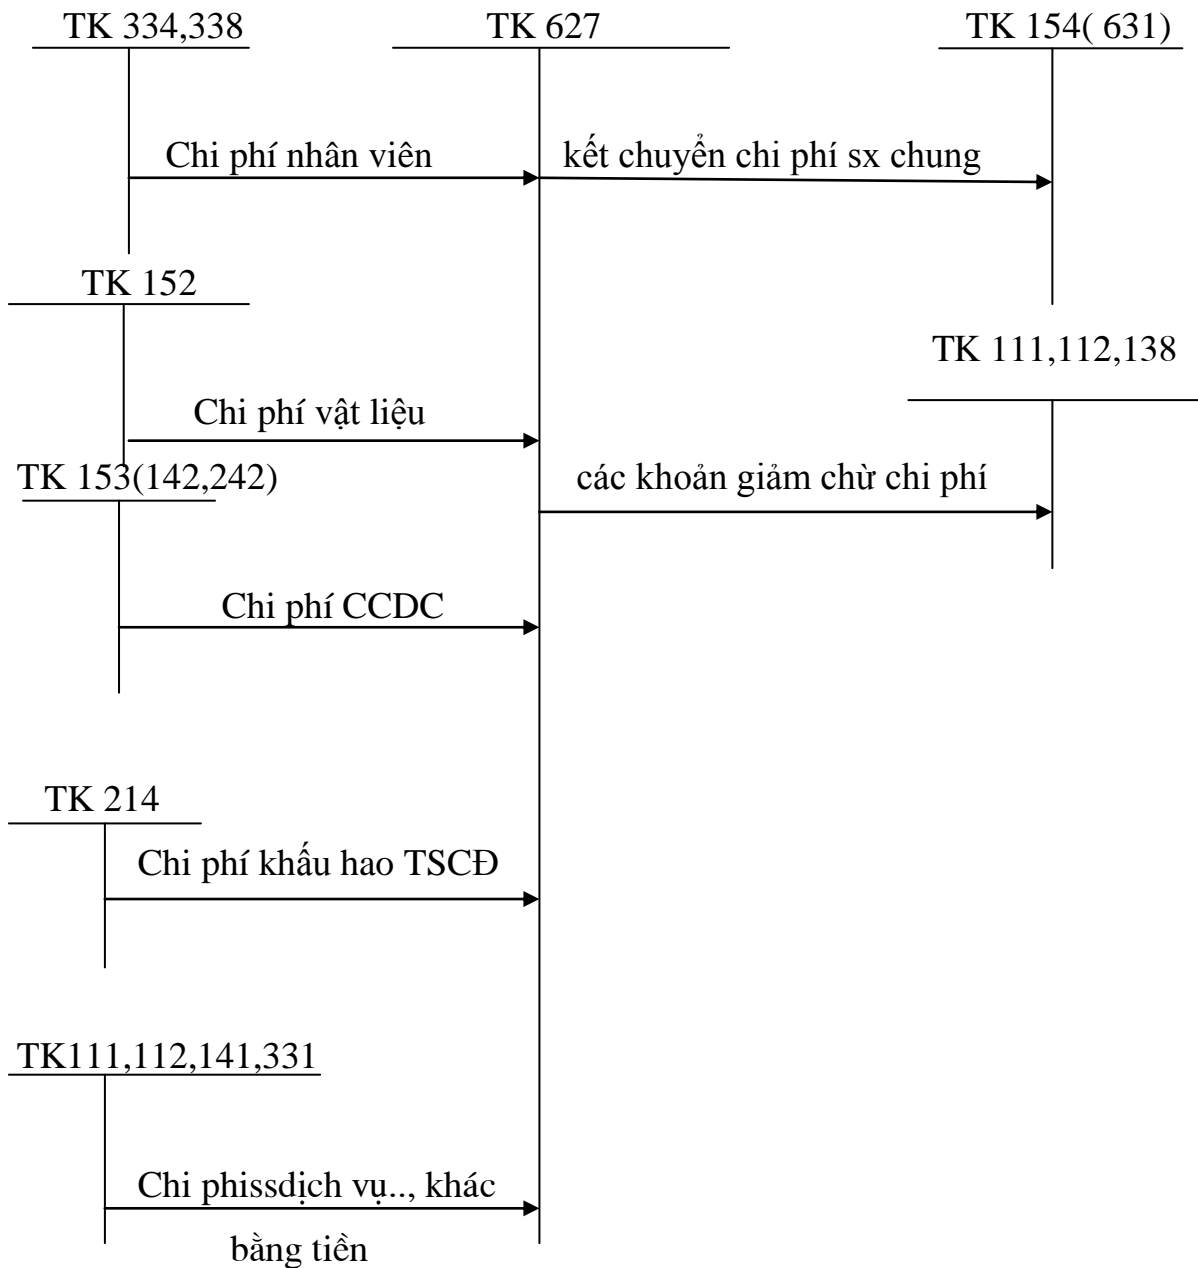 TK 334,338
TK 627
TK 154( 631)
Chi phí nhân viên
kết chuyển chi phí sx chung
TK 152
TK 111,112,138
Chi phí vật liệu
TK 153(142,242)
các khoản giảm chừ chi phí
Chi phí CCDC
TK 214
Chi phí khấu hao TSCĐ
TK111,112,141,331
Chi phissdịch vụ.., khác
bằng tiền